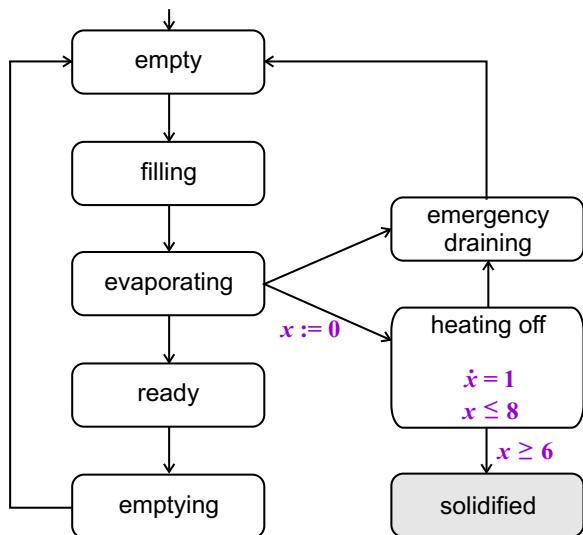 empty
filling
evaporating
ready
emptying
x := 0
emergency
draining
heating off
ẋ = 1
x ≤ 8
x ≥ 6
solidified